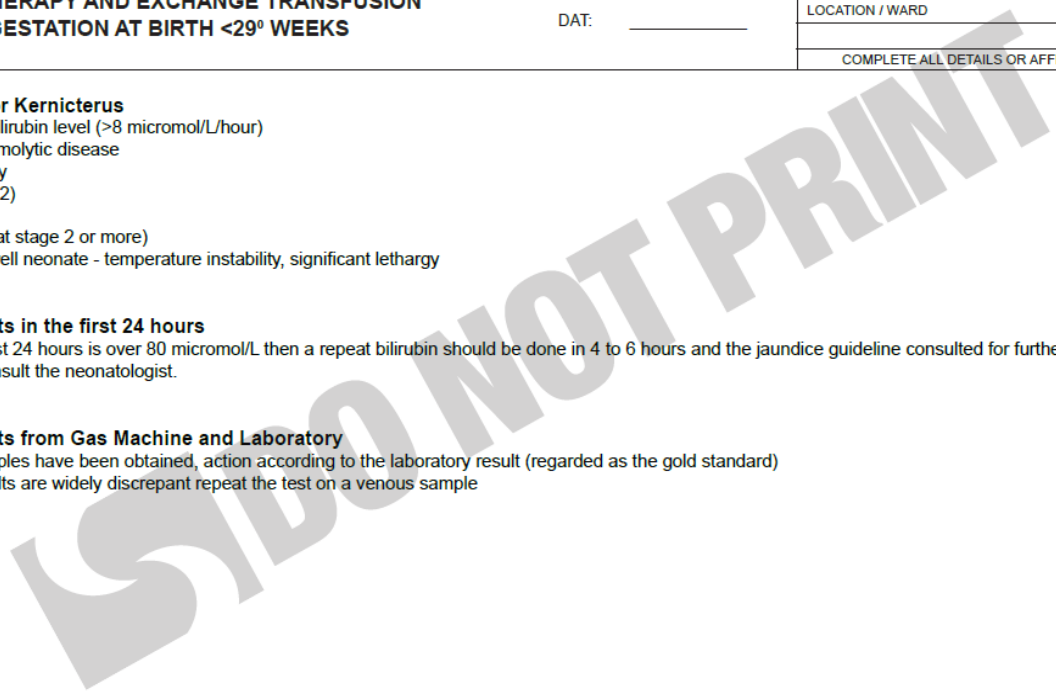 THERAPY AND EXCHANGE TRANSFUSION
GESTATION AT BIRTH <29⁰ WEEKS
DAT:
LOCATION / WARD
COMPLETE ALL DETAILS OR AFF
r Kernicterus
lirubin level (>8 micromol/L/hour)
molytic disease
y
2)
at stage 2 or more)
ell neonate - temperature instability, significant lethargy
ts in the first 24 hours
st 24 hours is over 80 micromol/L then a repeat bilirubin should be done in 4 to 6 hours and the jaundice guideline consulted for furthe
nsult the neonatologist.
ts from Gas Machine and Laboratory
ples have been obtained, action according to the laboratory result (regarded as the gold standard)
lts are widely discrepant repeat the test on a venous sample
DO NOT PRINT